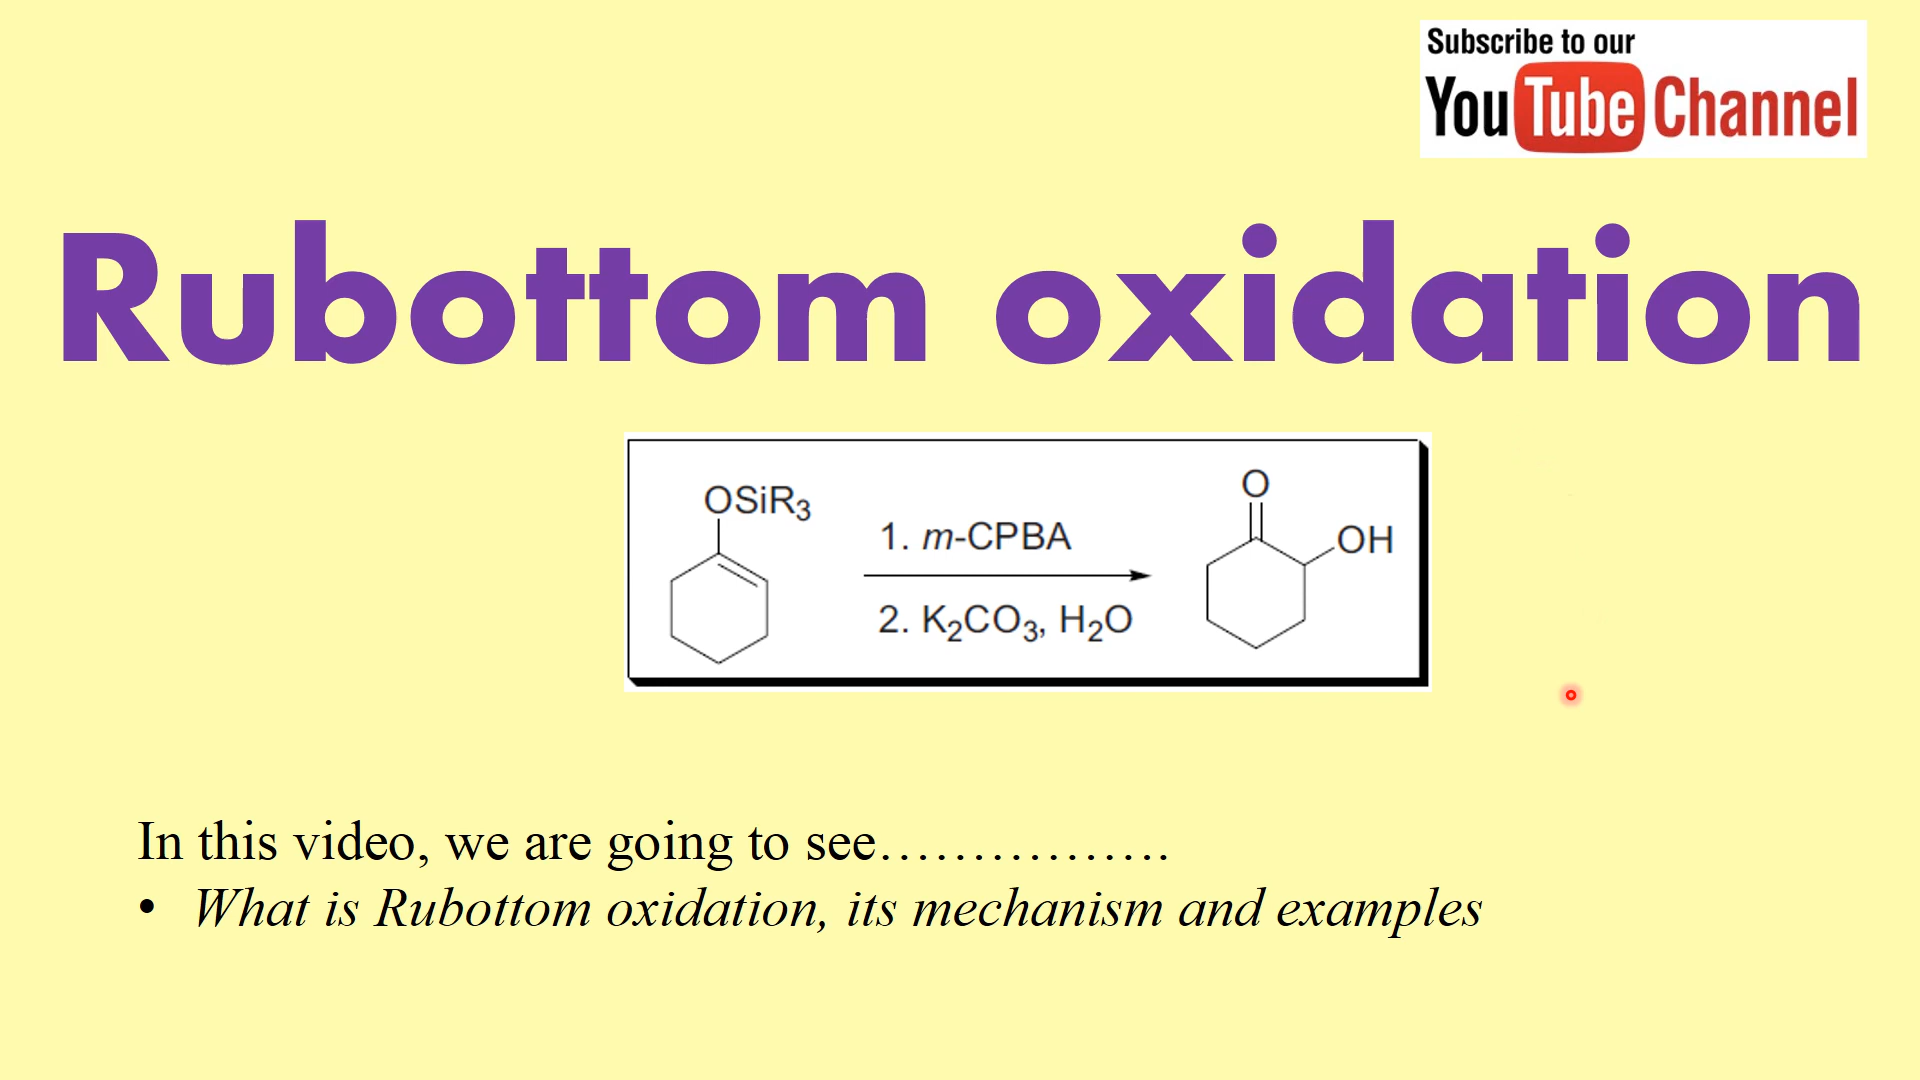 Subscribe to our
YouTube Channel
Rubottom oxidation
OSiR₃
1. m-CPBA
2. K₂CO₃, H₂O
O
OH
In this video, we are going to see................
• What is Rubottom oxidation, its mechanism and examples